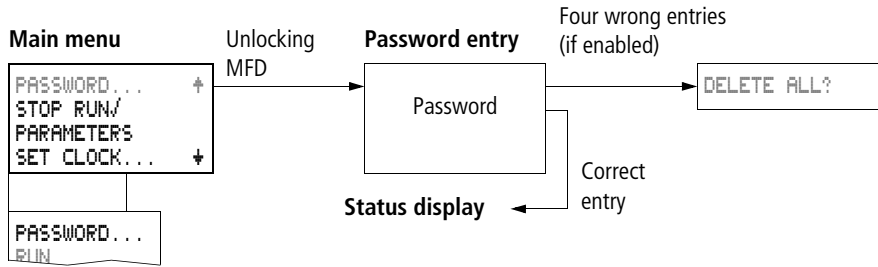 Main menu
Unlocking
MFD
Password entry
Four wrong entries
(if enabled)
PASSWORD...
STOP RUN/
PARAMETERS
SET CLOCK...
Password
DELETE ALL?
Correct
entry
Status display
PASSWORD...
RUN